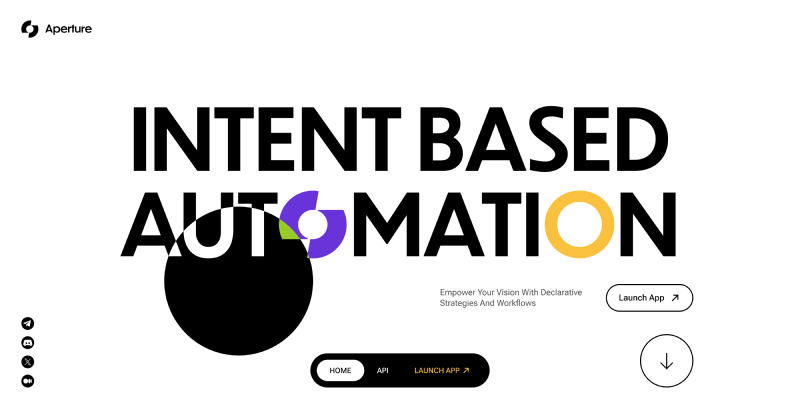 Aperture
INTENT BASED
AUTOMATION
Empower Your Vision With Declarative
Strategies And Workflows
Launch App
HOME
API
LAUNCH APP